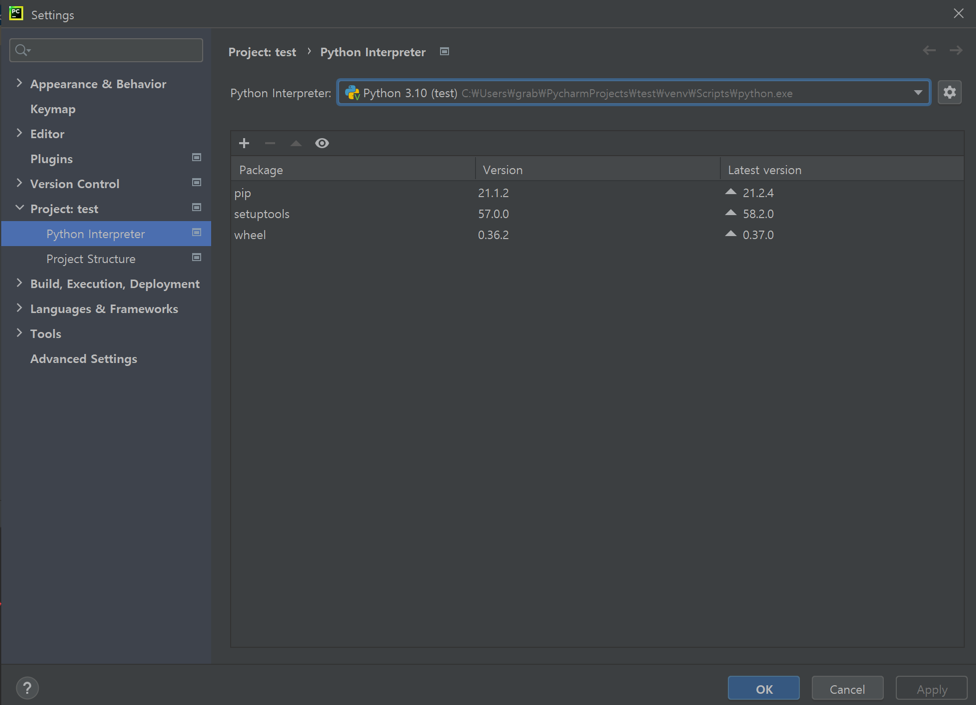 PC
Settings
Project: test › Python Interpreter
Appearance & Behavior
Keymap
Editor
Plugins
Version Control
Project: test
Python Interpreter
Project Structure
Build, Execution, Deployment
Languages & Frameworks
Tools
Advanced Settings
Python Interpreter: Python 3.10 (test) C:₩Users₩grab₩PycharmProjects₩test₩venv₩Scripts₩python.exe
Package Version Latest version
pip 21.1.2 21.2.4
setuptools 57.0.0 58.2.0
wheel 0.36.2 0.37.0
? OK Cancel Apply